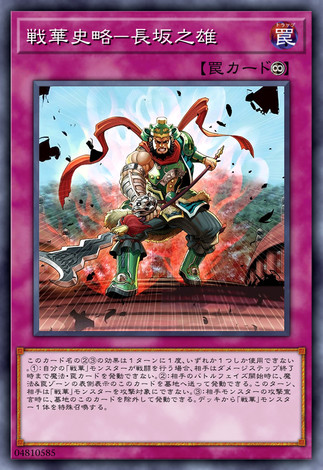 戦華史略－長坂之雄
トラップ
罠
【罠カード】
このカード名の②③の効果は１ターンに１度、いずれか１つしか使用できない
。①：自分の「戦華」モンスターが戦闘を行う場合、相手はダメージステップ終了
時まで魔法・罠カードを発動できない。②：相手のバトルフェイズ開始時に、魔
法&罠ゾーンの表側表示のこのカードを墓地へ送って発動できる。このターン、
相手は「戦華」モンスターを攻撃対象にできない。③：相手モンスターの攻撃宣
言時に、墓地のこのカードを除外して発動できる。デッキから「戦華」モンスタ
ー１体を特殊召喚する。
04810585